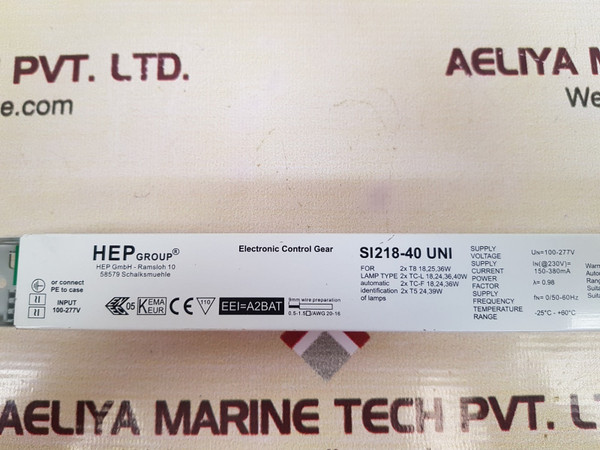 PVT. LTD.
e.com
AELIYA M
We
HEP GROUP®
HEP GmbH - Ramsloh 10
58579 Schalksmuehle
Electronic Control Gear
or connect
PE to case
INPUT
100-277V
05
KEMA
KEUR
CE
110
EEI=A2BAT
9mm wire preparation
0.5-1.5□/AWG 20-16
SI218-40 UNI
FOR
LAMP TYPE
automatic
identification
of lamps
2x T8 18,25,36W
2x TC-L 18,24,36,40W
2x TC-F 18,24,36W
2x T5 24,39W
SUPPLY
VOLTAGE
SUPPLY
CURRENT
POWER
FACTOR
SUPPLY
FREQUENCY
TEMPERATURE
RANGE
UN=100-277V
IN(@230V)=
150-380mA
λ= 0.98
fN= 0/50-60Hz
-25°C - +60°C
AELIYA MARINE TECH PVT. L